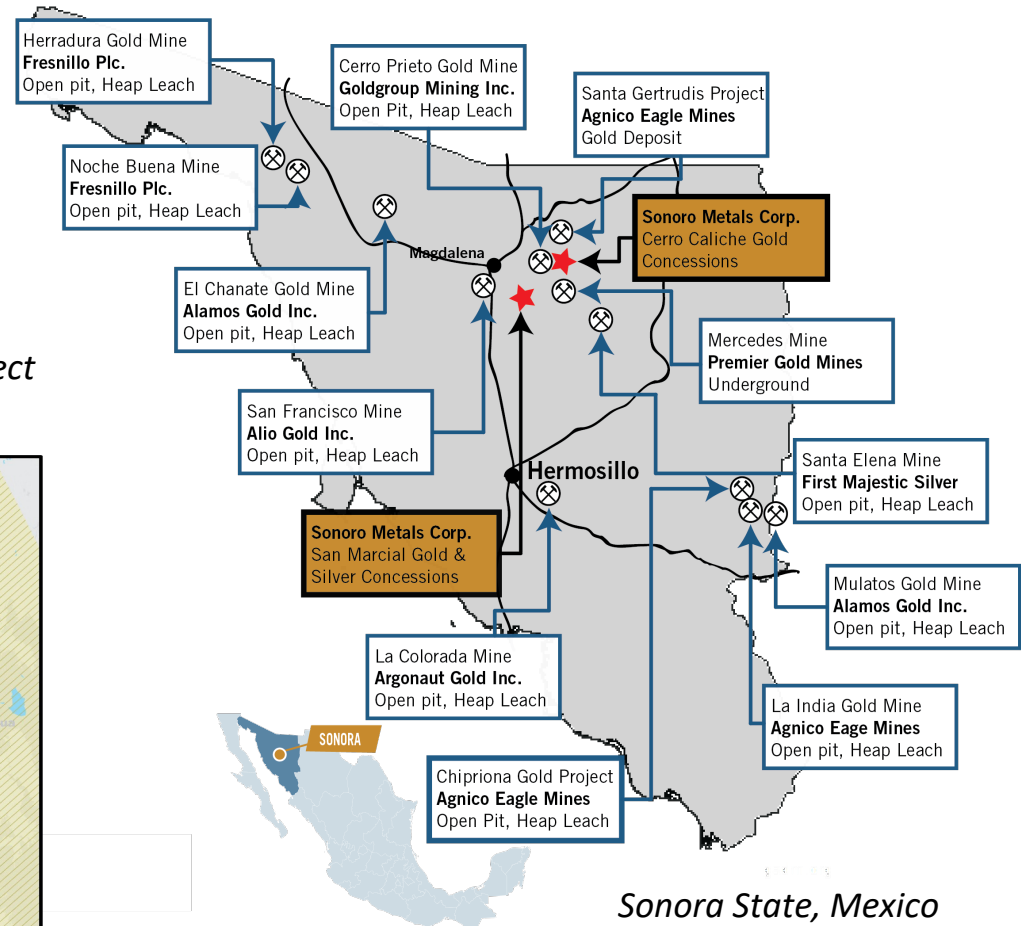 Herradura Gold Mine
Fresnillo Plc.
Open pit, Heap Leach
Cerro Prieto Gold Mine
Goldgroup Mining Inc.
Open Pit, Heap Leach
Santa Gertrudis Project
Agnico Eagle Mines
Gold Deposit
Noche Buena Mine
Fresnillo Plc.
Open pit, Heap Leach
Sonoro Metals Corp.
Cerro Caliche Gold
Concessions
Magdalena
El Chanate Gold Mine
Alamos Gold Inc.
Open pit, Heap Leach
Mercedes Mine
Premier Gold Mines
Underground
ect
San Francisco Mine
Alio Gold Inc.
Open pit, Heap Leach
Santa Elena Mine
First Majestic Silver
Open pit, Heap Leach
Hermosillo
Sonoro Metals Corp.
San Marcial Gold &
Silver Concessions
Mulatos Gold Mine
Alamos Gold Inc.
Open pit, Heap Leach
La Colorada Mine
Argonaut Gold Inc.
Open pit, Heap Leach
La India Gold Mine
Agnico Eage Mines
Open pit, Heap Leach
SONORA
Chipriona Gold Project
Agnico Eagle Mines
Open Pit, Heap Leach
Sonora State, Mexico